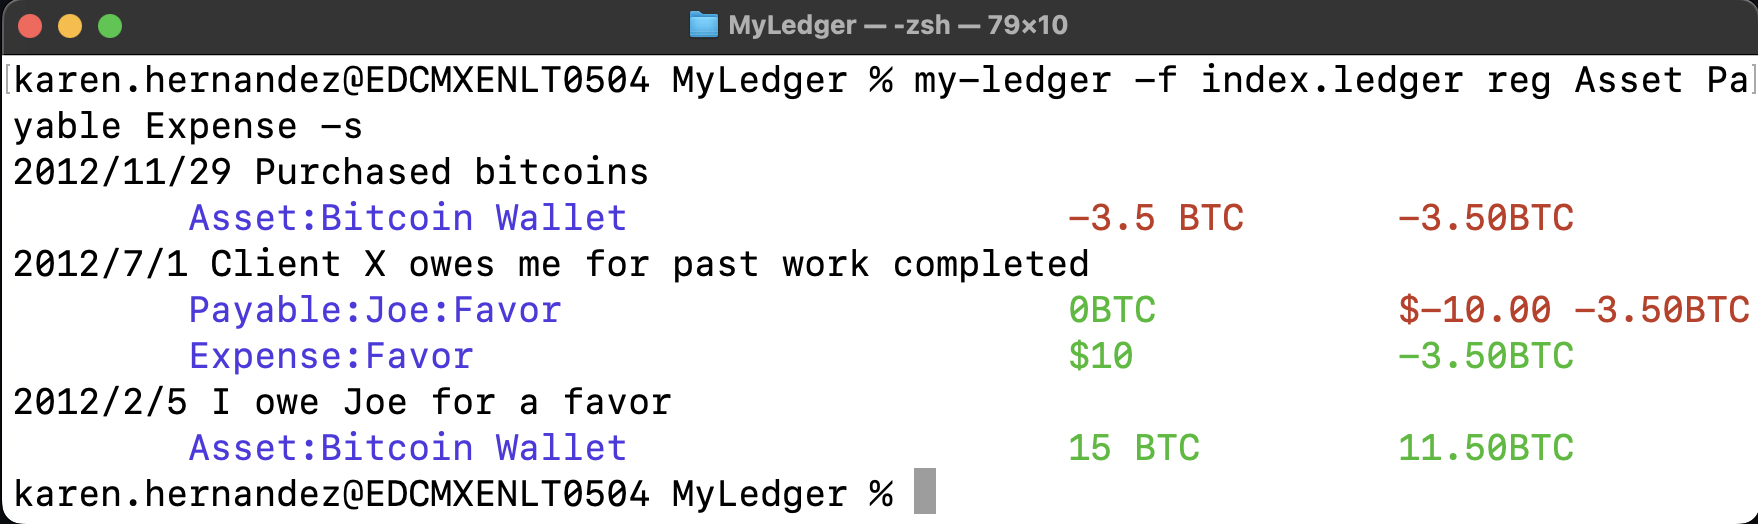 MyLedger — -zsh — 79×10
karen.hernandez@EDCMXENLT0504 MyLedger % my-ledger -f index.ledger reg Asset Pa
yable Expense -s
2012/11/29 Purchased bitcoins
Asset:Bitcoin Wallet -3.5 BTC -3.50BTC
2012/7/1 Client X owes me for past work completed
Payable:Joe:Favor 0BTC $-10.00 -3.50BTC
Expense:Favor $10 -3.50BTC
2012/2/5 I owe Joe for a favor
Asset:Bitcoin Wallet 15 BTC 11.50BTC
karen.hernandez@EDCMXENLT0504 MyLedger %